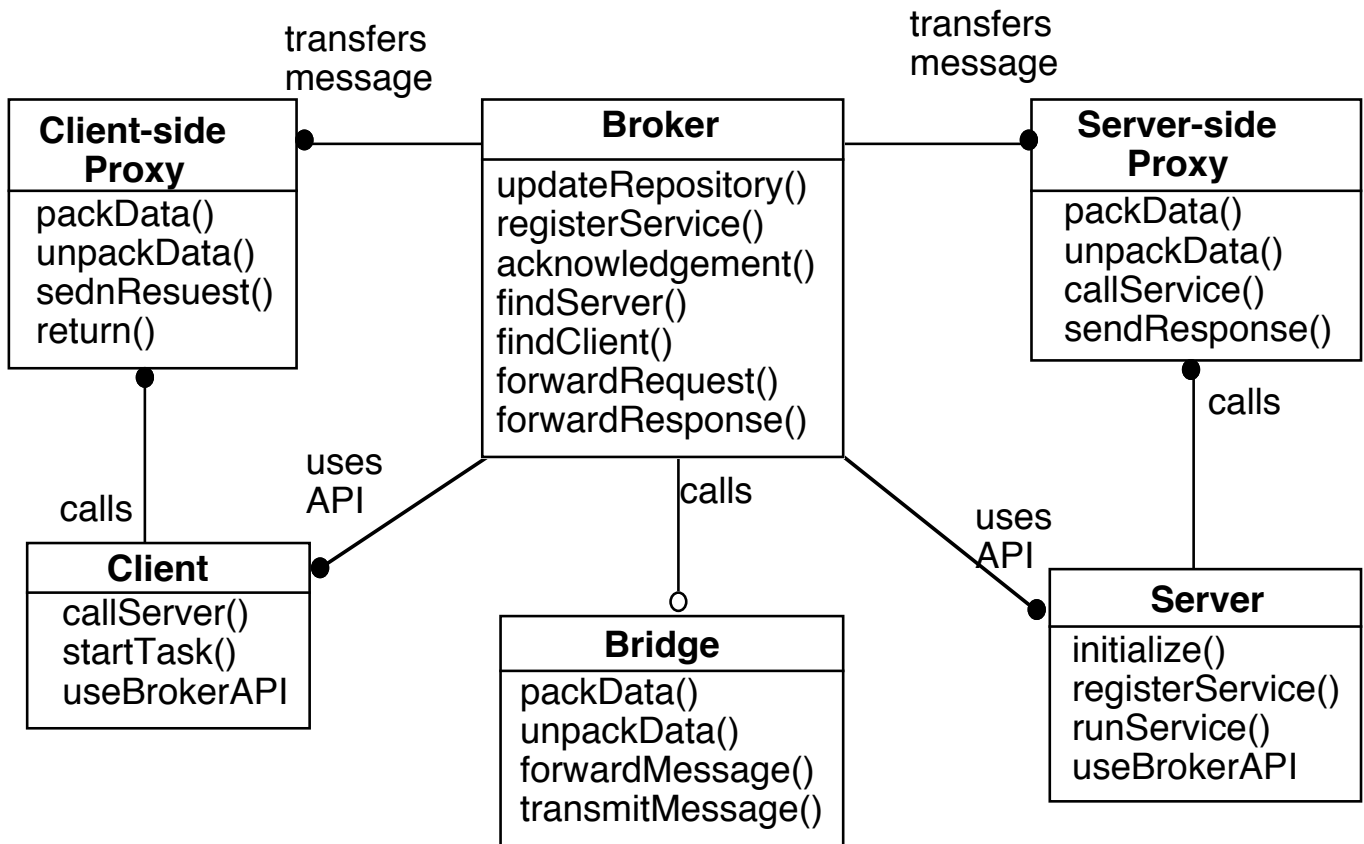 transfers
message
transfers
message
Client-side
Proxy
packData()
unpackData()
sednResuest()
return()
Broker
updateRepository()
registerService()
acknowledgement()
findServer()
findClient()
forwardRequest()
forwardResponse()
Server-side
Proxy
packData()
unpackData()
callService()
sendResponse()
calls
uses
API
calls
calls
uses
API
Client
callServer()
startTask()
useBrokerAPI
Bridge
packData()
unpackData()
forwardMessage()
transmitMessage()
Server
initialize()
registerService()
runService()
useBrokerAPI